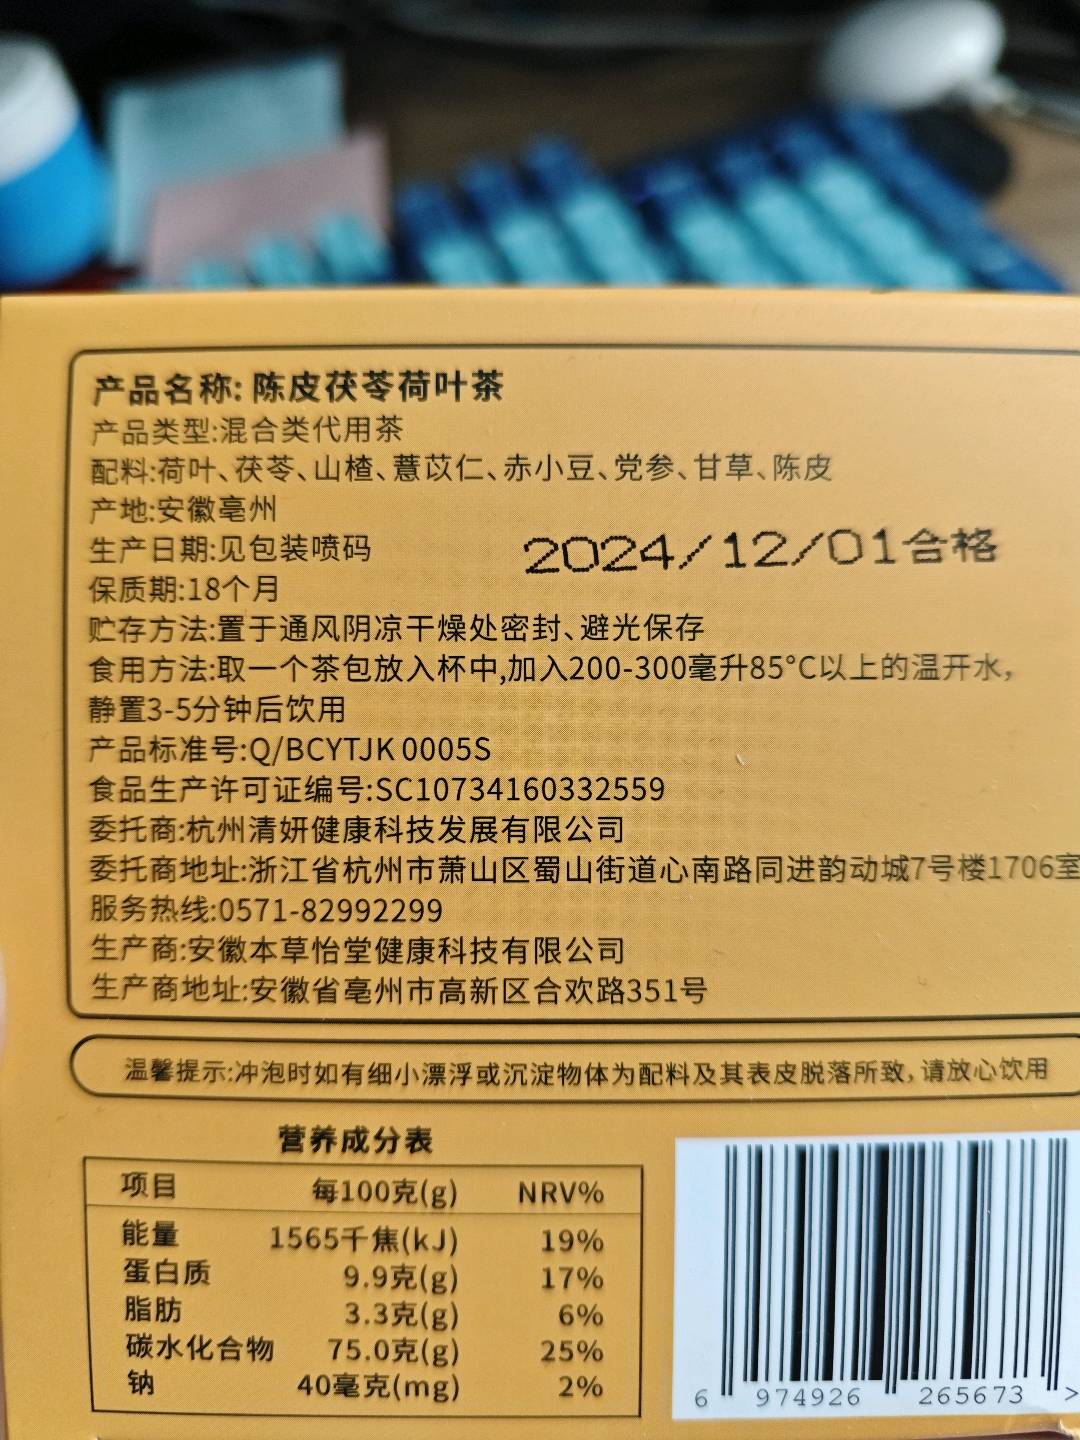 产品名称: 陈皮茯苓荷叶茶
产品类型:混合类代用茶
配料:荷叶、茯苓、山楂、薏苡仁、赤小豆、党参、甘草、陈皮
产地:安徽亳州
生产日期:见包装喷码 2024/12/01合格
保质期:18个月
贮存方法:置于通风阴凉干燥处密封、避光保存
食用方法:取一个茶包放入杯中,加入200-300毫升85°C以上的温开水,
静置3-5分钟后饮用
产品标准号:Q/BCYTJK 0005S
食品生产许可证编号:SC10734160332559
委托商:杭州清妍健康科技发展有限公司
委托商地址:浙江省杭州市萧山区蜀山街道心南路同进韵动城7号楼1706室
服务热线:0571-82992299
生产商:安徽本草怡堂健康科技有限公司
生产商地址:安徽省亳州市高新区合欢路351号
温馨提示:冲泡时如有细小漂浮或沉淀物体为配料及其表皮脱落所致,请放心饮用
营养成分表
项目 每100克(g) NRV%
能量 1565千焦(kJ) 19%
蛋白质 9.9克(g) 17%
脂肪 3.3克(g) 6%
碳水化合物 75.0克(g) 25%
钠 40毫克(mg) 2%
6 974926 265673 >